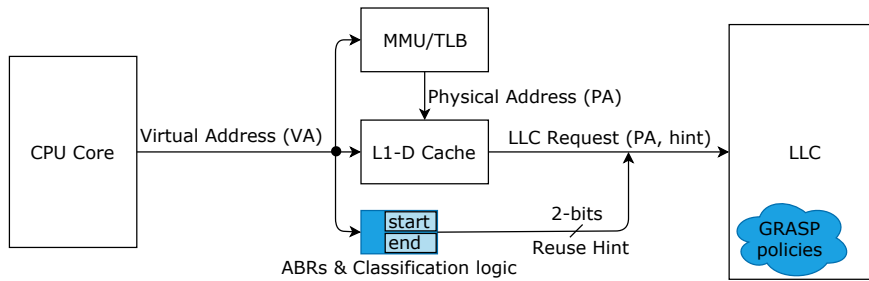 MMU/TLB
Physical Address (PA)
CPU Core
Virtual Address (VA)
L1-D Cache
LLC Request (PA, hint)
LLC
start
end
2-bits
Reuse Hint
ABRs & Classification logic
GRASP
policies